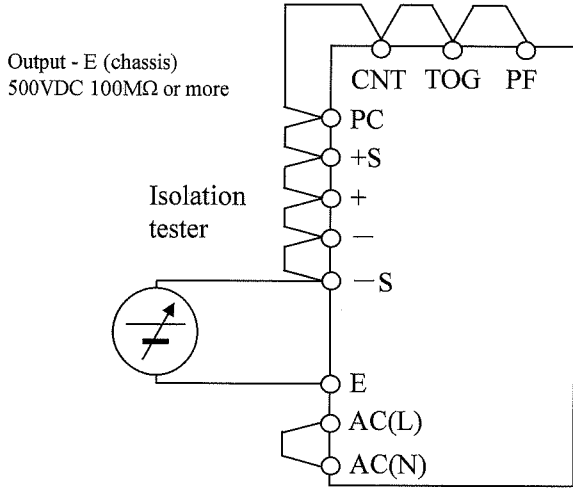 Output - E (chassis)
500VDC 100MΩ or more
CNT TOG PF
PC
+S
Isolation
tester
+
－
－S
E
AC(L)
AC(N)